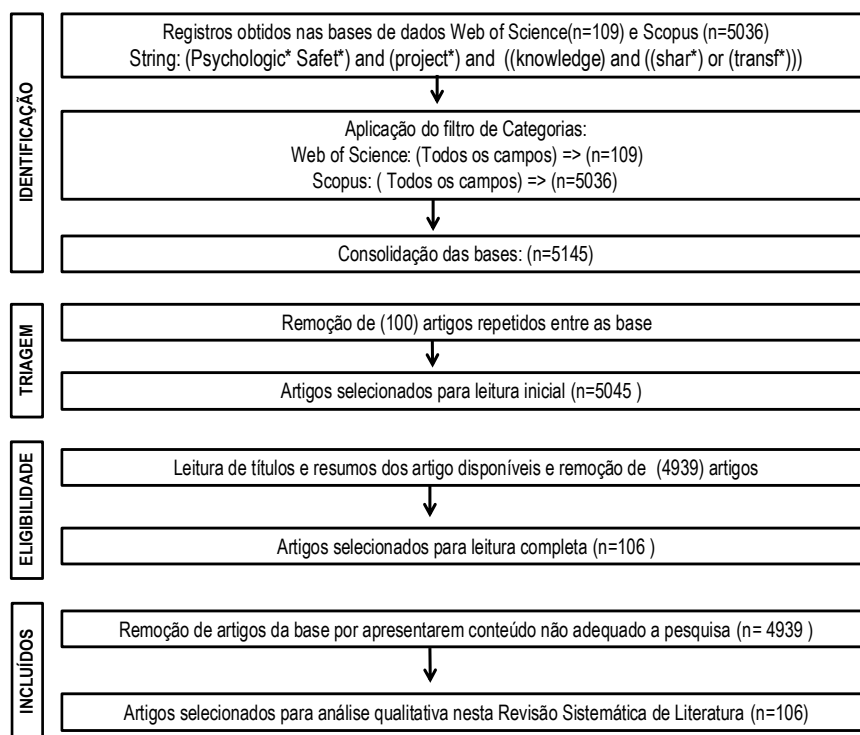 IDENTIFICAÇÃO
Registros obtidos nas bases de dados Web of Science(n=109) e Scopus (n=5036)
String: (Psychologic* Safet*) and (project*) and ((knowledge) and ((shar*) or (transf*)))
Aplicação do filtro de Categorias:
Web of Science: (Todos os campos) => (n=109)
Scopus: ( Todos os campos) => (n=5036)
Consolidação das bases: (n=5145)
TRIAGEM
Remoção de (100) artigos repetidos entre as base
Artigos selecionados para leitura inicial (n=5045 )
ELIGIBILIDADE
Leitura de títulos e resumos dos artigo disponíveis e remoção de (4939) artigos
Artigos selecionados para leitura completa (n=106 )
INCLUÍDOS
Remoção de artigos da base por apresentarem conteúdo não adequado a pesquisa (n= 4939 )
Artigos selecionados para análise qualitativa nesta Revisão Sistemática de Literatura (n=106)